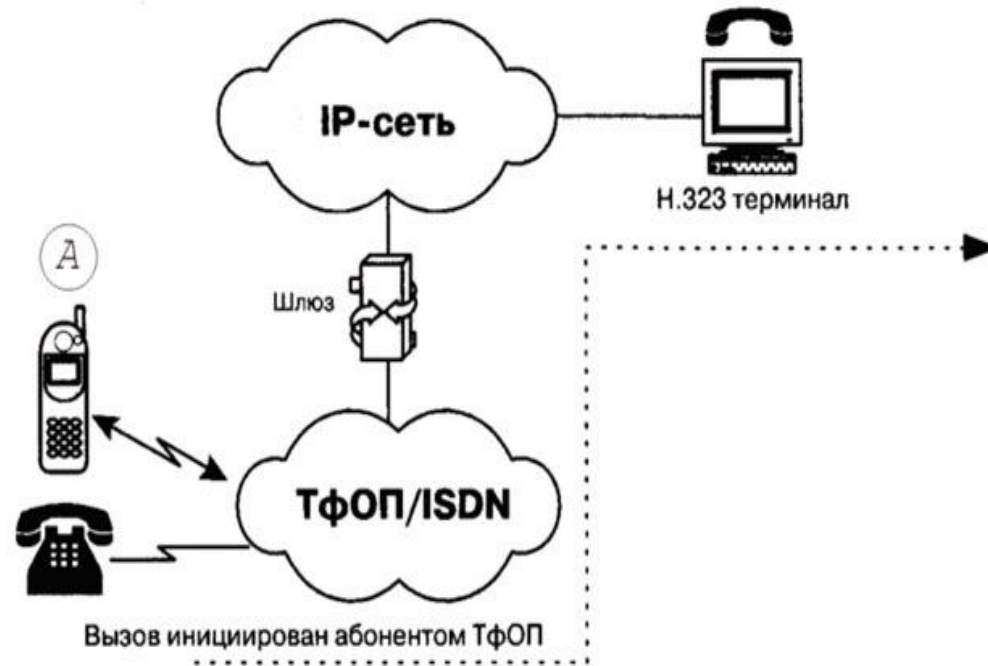 IP-сеть
Н.323 терминал
A
Шлюз
ТфОП/ISDN
Вызов инициирован абонентом ТфОП